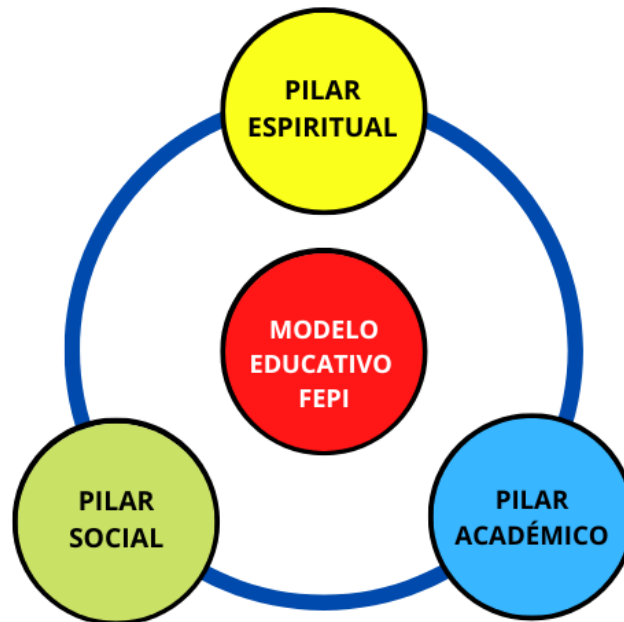 PILAR
ESPIRITUAL
MODELO
EDUCATIVO
FEPI
PILAR
SOCIAL
PILAR
ACADÉMICO